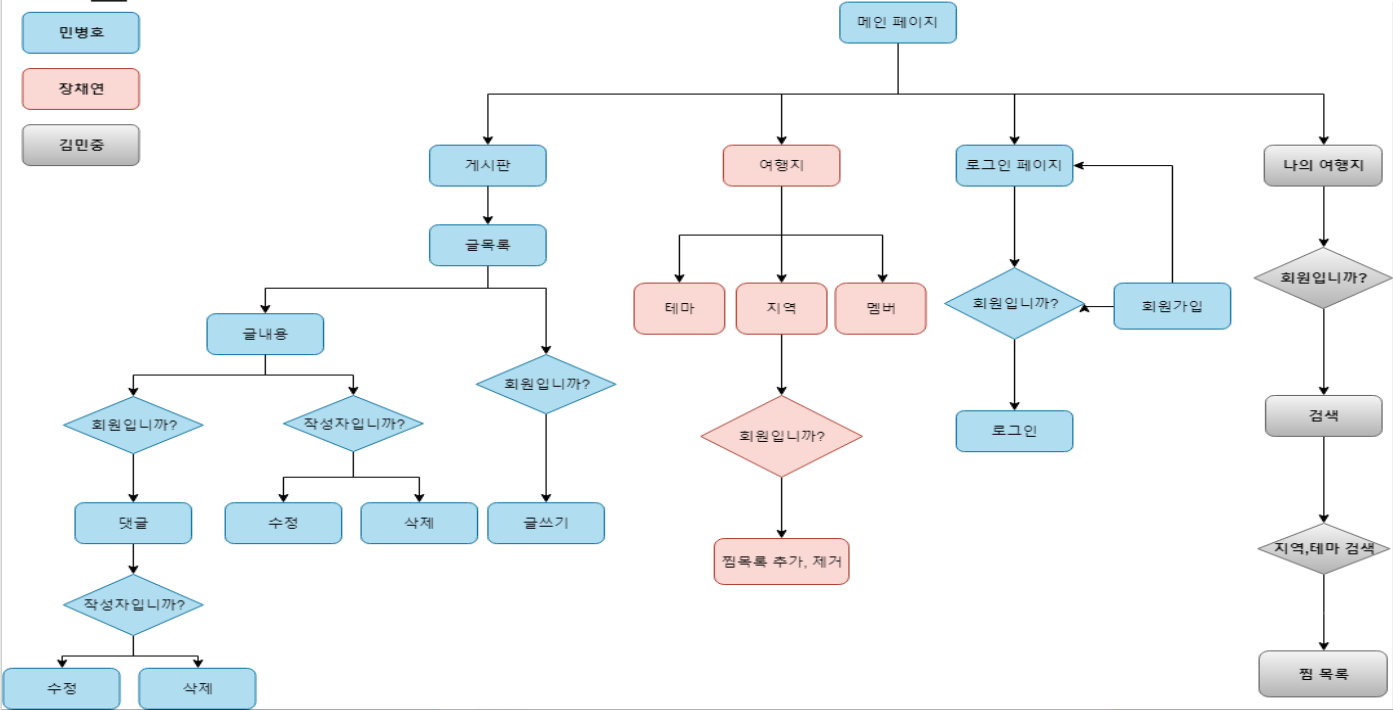 민병호
장채연
김민중
메인 페이지
게시판
여행지
로그인 페이지
나의 여행지
글목록
회원입니까?
테마
지역
멤버
회원입니까?
회원가입
글내용
회원입니까?
회원입니까?
작성자입니까?
회원입니까?
로그인
검색
댓글
수정
삭제
글쓰기
찜목록 추가, 제거
지역,테마 검색
작성자입니까?
수정
삭제
찜 목록